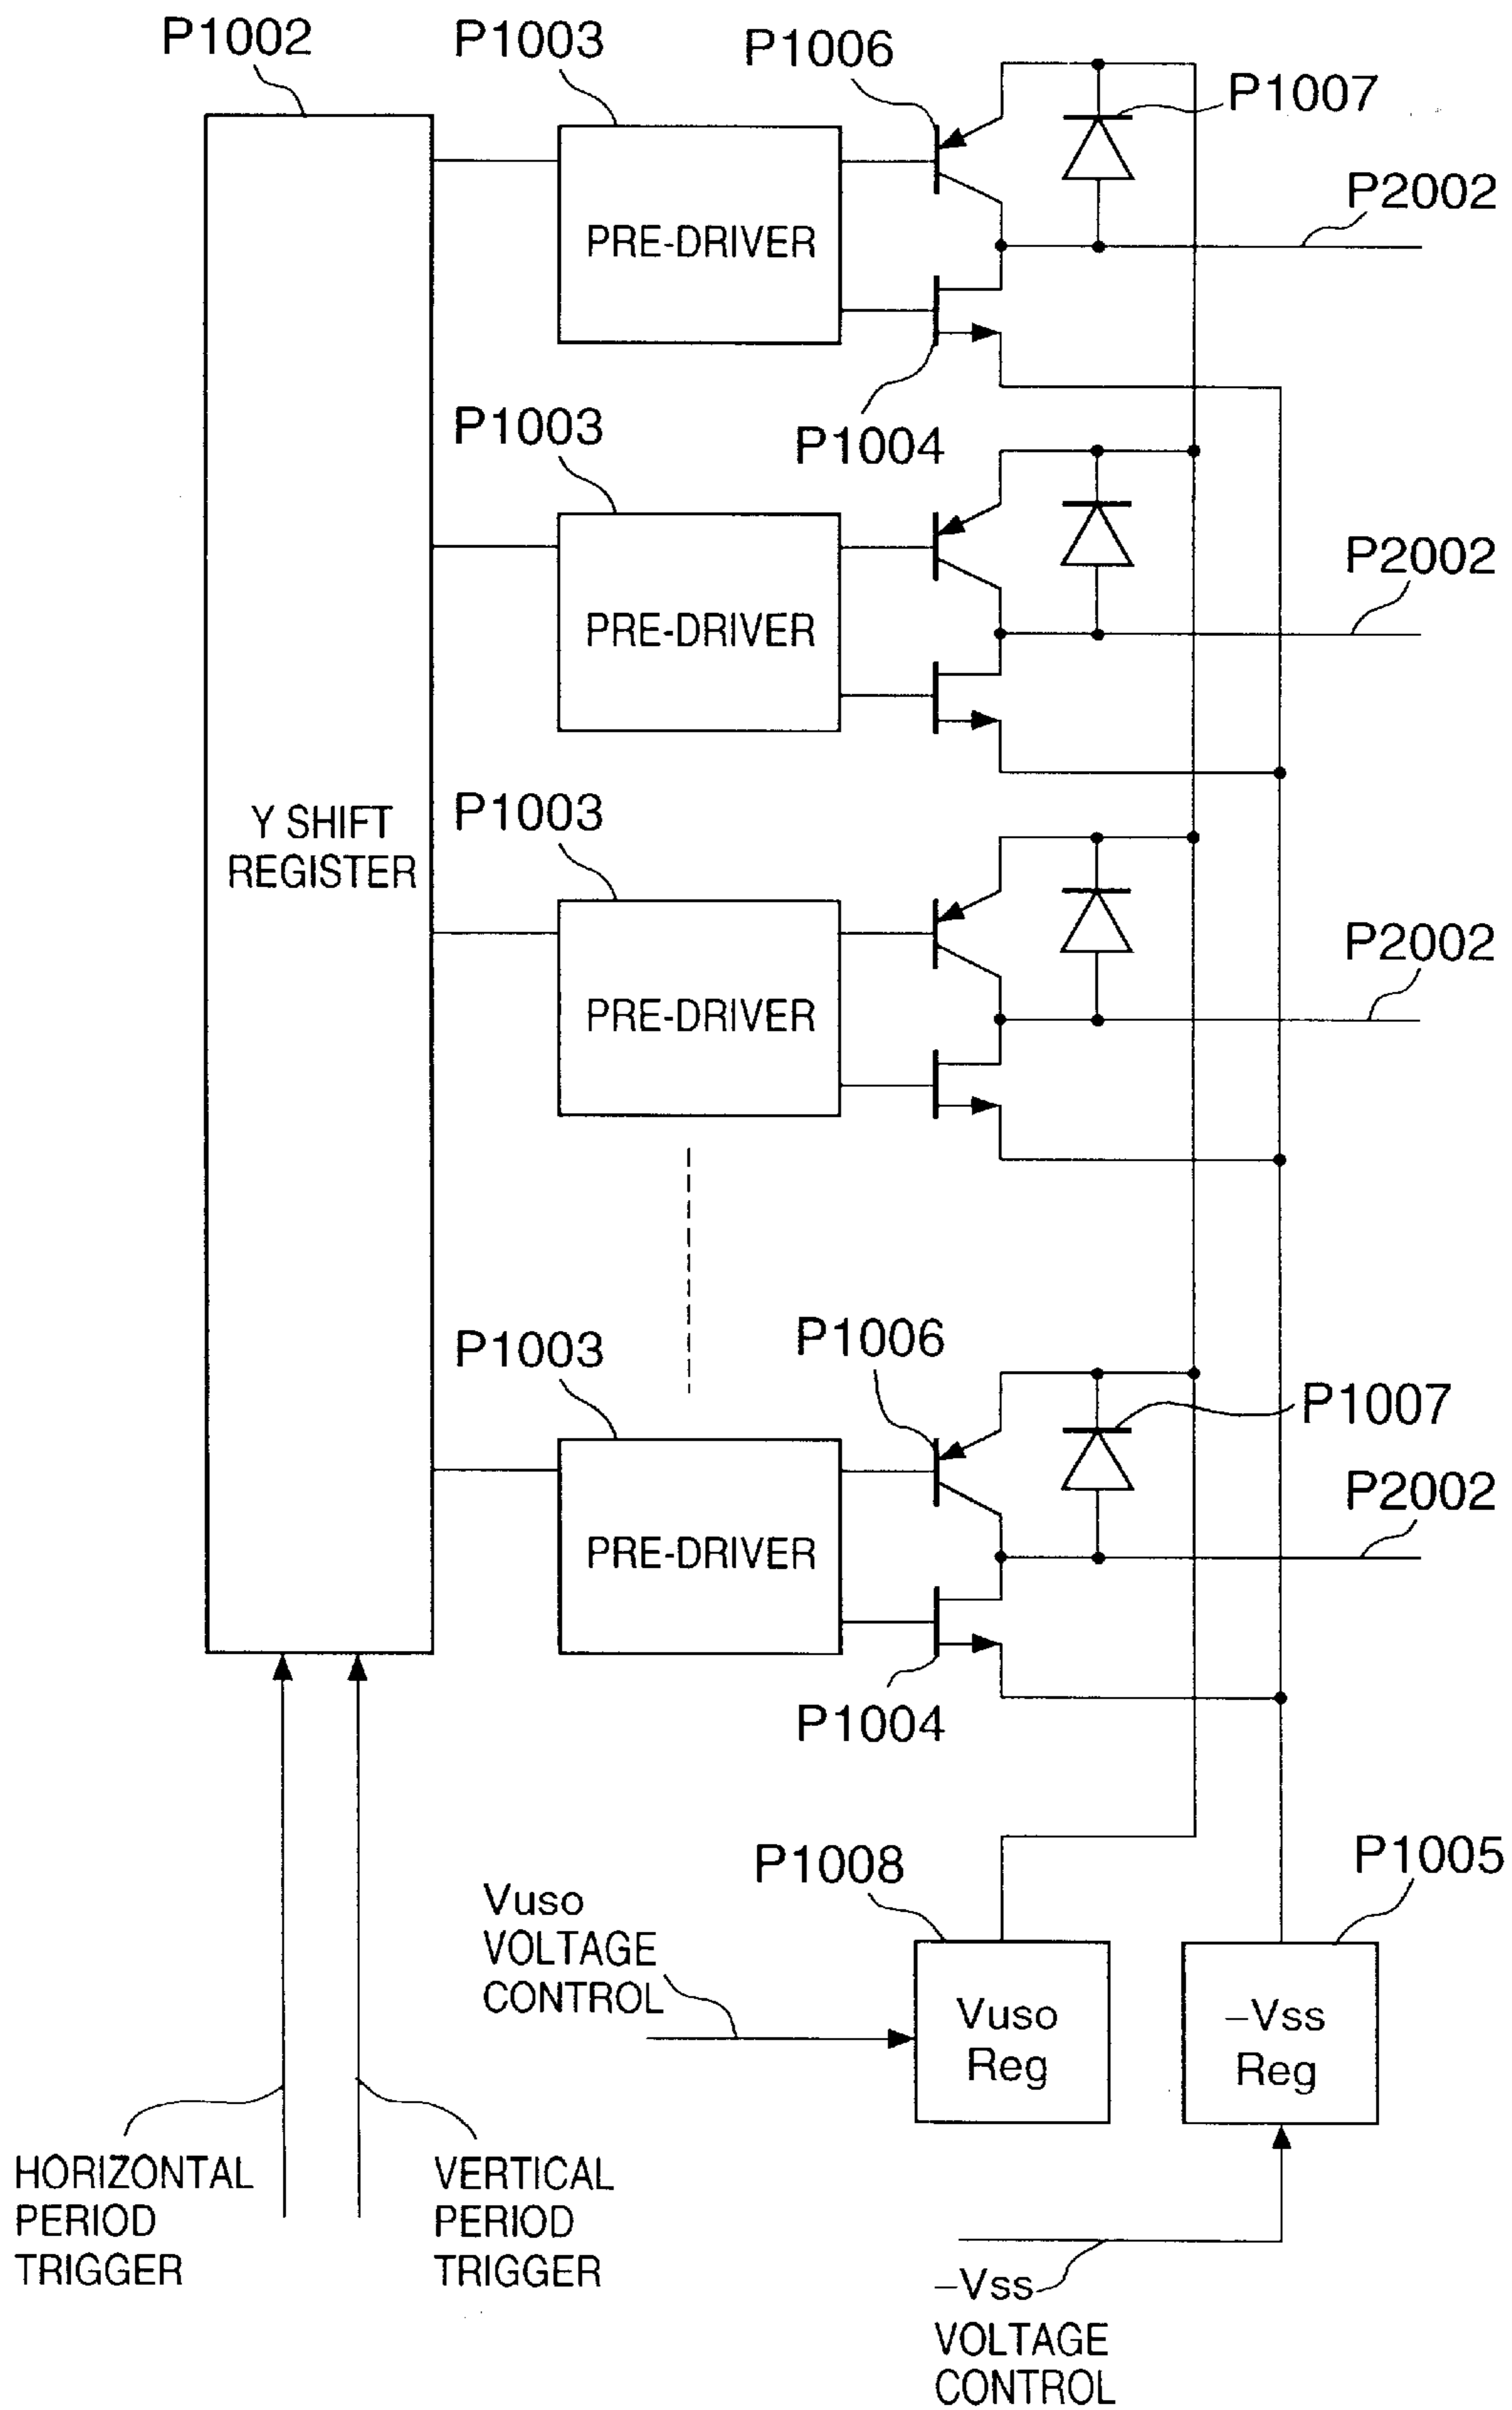 P1002
P1003
P1006
P1007
P2002
PRE-DRIVER
P1004
P1003
P2002
PRE-DRIVER
P1003
Y SHIFT
REGISTER
P2002
PRE-DRIVER
P1003
P1006
P1007
P2002
PRE-DRIVER
P1004
P1008
P1005
Vuso
VOLTAGE
CONTROL
Vuso
Reg
–Vss
Reg
HORIZONTAL
PERIOD
TRIGGER
VERTICAL
PERIOD
TRIGGER
–Vss
VOLTAGE
CONTROL